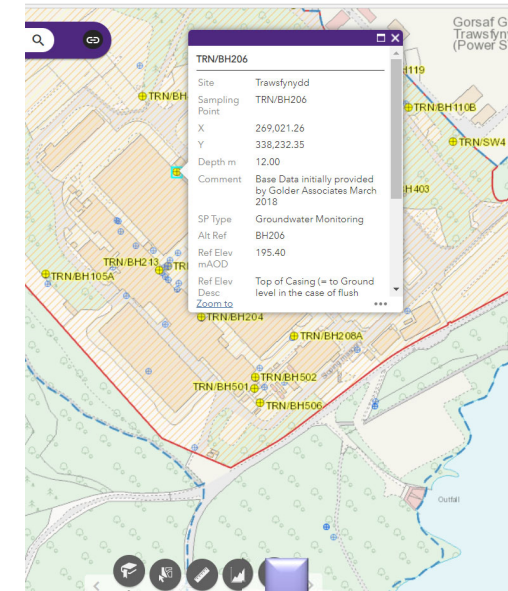 Gorsaf G
Trawsfyn
(Power S
TRN/BH206
119
TRN/BH
TRN/BH110B
TRN/SW4
H403
Site Trawsfynydd
Sampling Point TRN/BH206
X 269,021.26
Y 338,232.35
Depth m 12.00
Comment Base Data initially provided
by Golder Associates March
2018
SP Type Groundwater Monitoring
Alt Ref BH206
Ref Elev 195.40
mAOD
Ref Elev Top of Casing (= to Ground
Desc level in the case of flush
Zoom to
TRN/BH213
TRI
TRN/BH105A
TRN/BH204
TRN/BH208A
TRN/BH502
TRN/BH501
TRN/BH506
Outfall